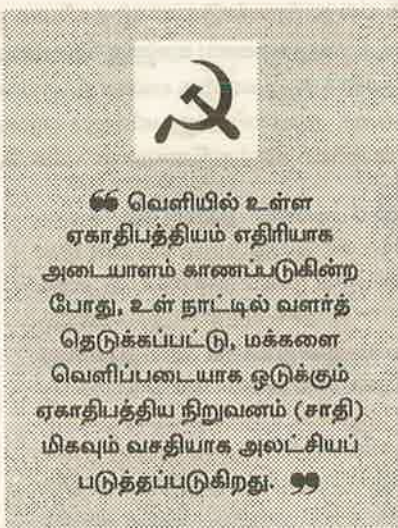 ❝ வெளியில் உள்ள
ஏகாதிபத்தியம் எதிரியாக
அடையாளம் காணப்படுகின்ற
போது, உள் நாட்டில் வளர்த்
தெடுக்கப்பட்டு, மக்களை
வெளிப்படையாக ஒடுக்கும்
ஏகாதிபத்திய நிறுவனம் (சாதி)
மிகவும் வசதியாக அலட்சியப்
படுத்தப்படுகிறது. ❞